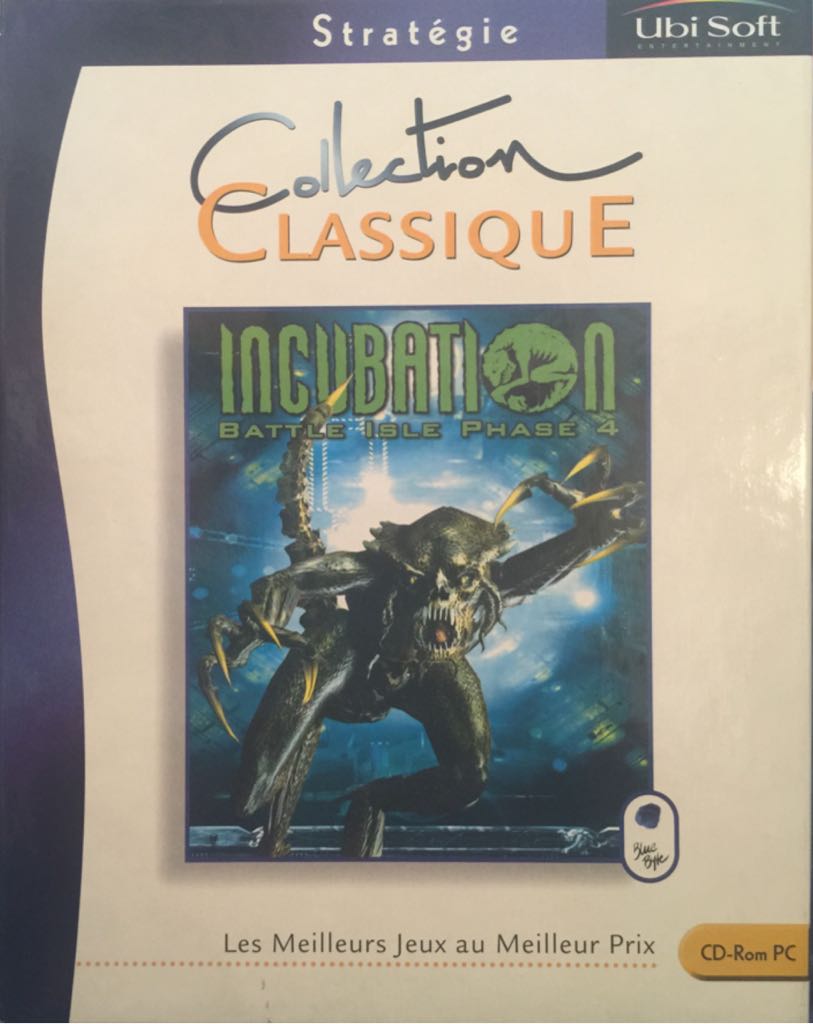 Stratégie
Ubi Soft
ENTERTAINMENT
Collection
CLASSIQUE
INCUBATION
BATTLE ISLE PHASE 4
Blue
Byte
Les Meilleurs Jeux au Meilleur Prix
CD-Rom PC